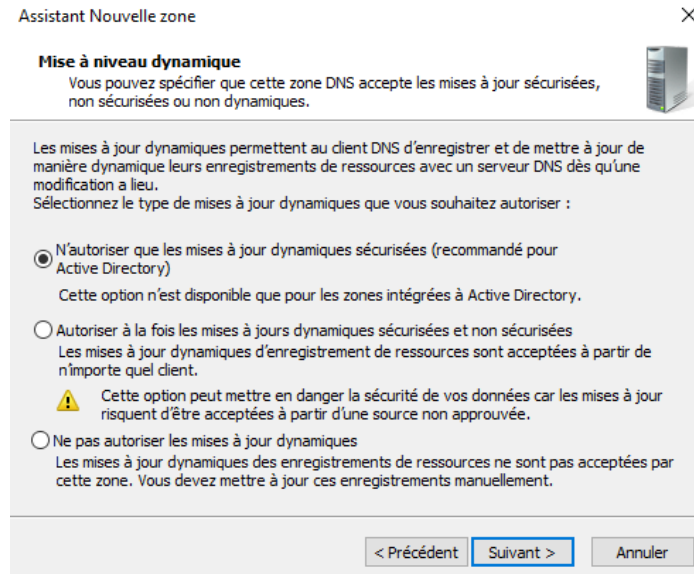 Assistant Nouvelle zone
Mise à niveau dynamique
Vous pouvez spécifier que cette zone DNS accepte les mises à jour sécurisées,
non sécurisées ou non dynamiques.
Les mises à jour dynamiques permettent au client DNS d'enregistrer et de mettre à jour de
manière dynamique leurs enregistrements de ressources avec un serveur DNS dès qu'une
modification a lieu.
Sélectionnez le type de mises à jour dynamiques que vous souhaitez autoriser :
N'autoriser que les mises à jour dynamiques sécurisées (recommandé pour
Active Directory)
Cette option n'est disponible que pour les zones intégrées à Active Directory.
Autoriser à la fois les mises à jours dynamiques sécurisées et non sécurisées
Les mises à jour dynamiques d'enregistrement de ressources sont acceptées à partir de
n'importe quel client.
Cette option peut mettre en danger la sécurité de vos données car les mises à jour
risquent d'être acceptées à partir d'une source non approuvée.
Ne pas autoriser les mises à jour dynamiques
Les mises à jour dynamiques des enregistrements de ressources ne sont pas acceptées par
cette zone. Vous devez mettre à jour ces enregistrements manuellement.
< Précédent Suivant > Annuler